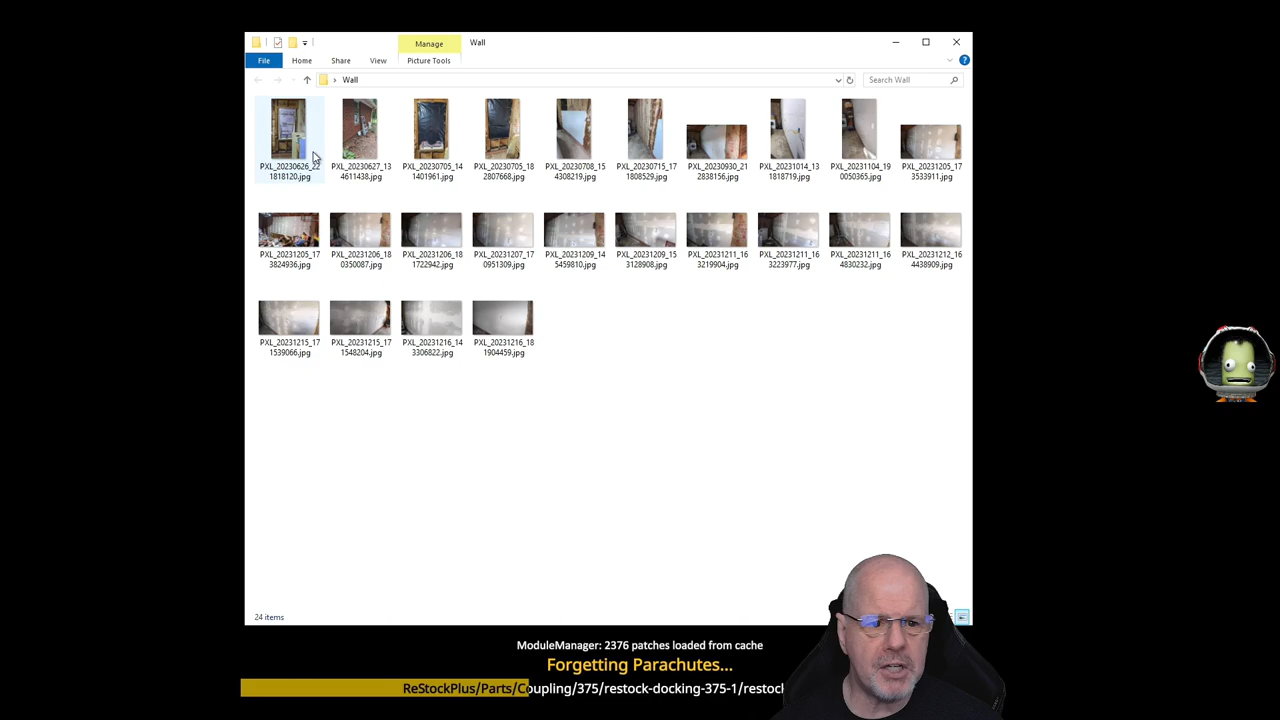 Manage
Wall
File
Home
Share
View
Picture Tools
Wall
Search Wall
PXL_20230626_22
1818120.jpg
PXL_20230627_13
4611438.jpg
PXL_20230705_14
1401961.jpg
PXL_20230705_18
2807668.jpg
PXL_20230708_15
4308219.jpg
PXL_20230715_17
1808529.jpg
PXL_20230930_21
2838156.jpg
PXL_20231014_13
1818719.jpg
PXL_20231104_19
0050365.jpg
PXL_20231205_17
3533911.jpg
PXL_20231205_17
3824936.jpg
PXL_20231206_18
0350087.jpg
PXL_20231206_18
1722942.jpg
PXL_20231207_17
0951309.jpg
PXL_20231209_14
5459810.jpg
PXL_20231209_15
3128908.jpg
PXL_20231211_16
3219904.jpg
PXL_20231211_16
3223977.jpg
PXL_20231211_16
4830232.jpg
PXL_20231212_16
4438909.jpg
PXL_20231215_17
1539066.jpg
PXL_20231215_17
1548204.jpg
PXL_20231216_14
3306822.jpg
PXL_20231216_18
1904459.jpg
24 items
ModuleManager: 2376 patches loaded from cache
Forgetting Parachutes...
ReStockPlus/Parts/Coupling/375/restock-docking-375-1/restock